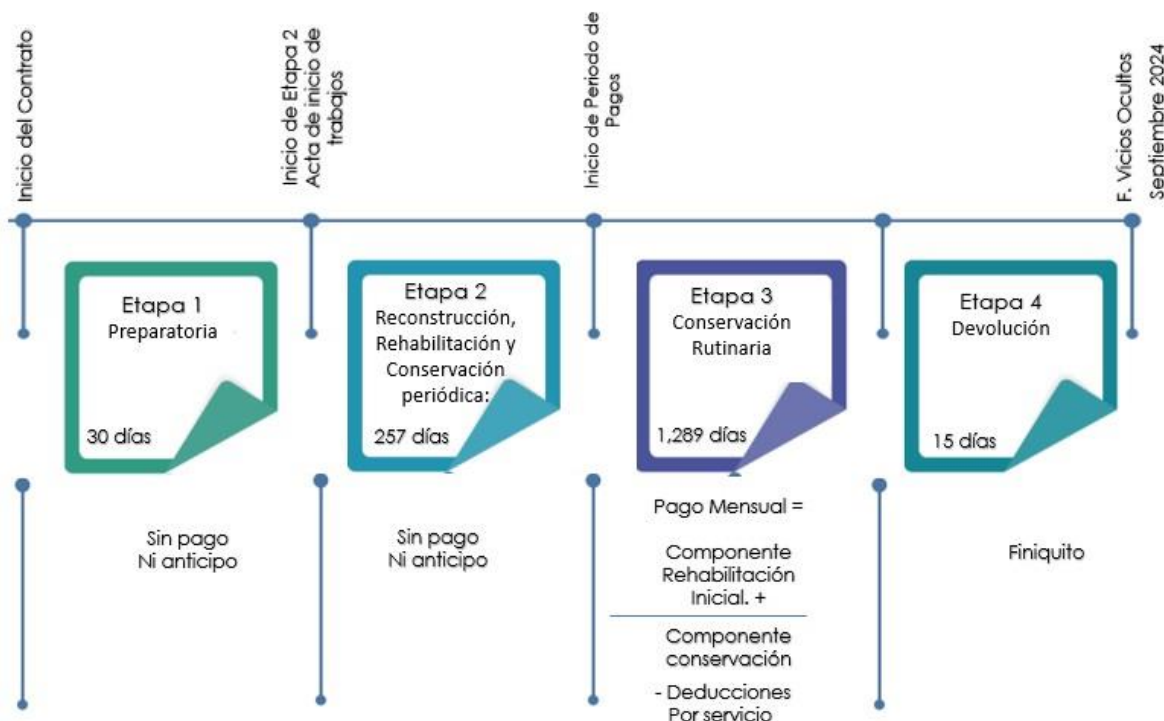 Inicio del Contrato
Inicio de Etapa 2
Acta de inicio de
trabajos
Inicio de Periodo de
Pagos
F. Vicios Ocultos
Septiembre 2024
Etapa 1
Preparatoria
30 días
Etapa 2
Reconstrucción,
Rehabilitación y
Conservación
periódica:
257 días
Etapa 3
Conservación
Rutinaria
1,289 días
Etapa 4
Devolución
15 días
Sin pago
Ni anticipo
Sin pago
Ni anticipo
Pago Mensual =
Componente
Rehabilitación
Inicial. +
Componente
conservación
- Deducciones
Por servicio
Finiquito